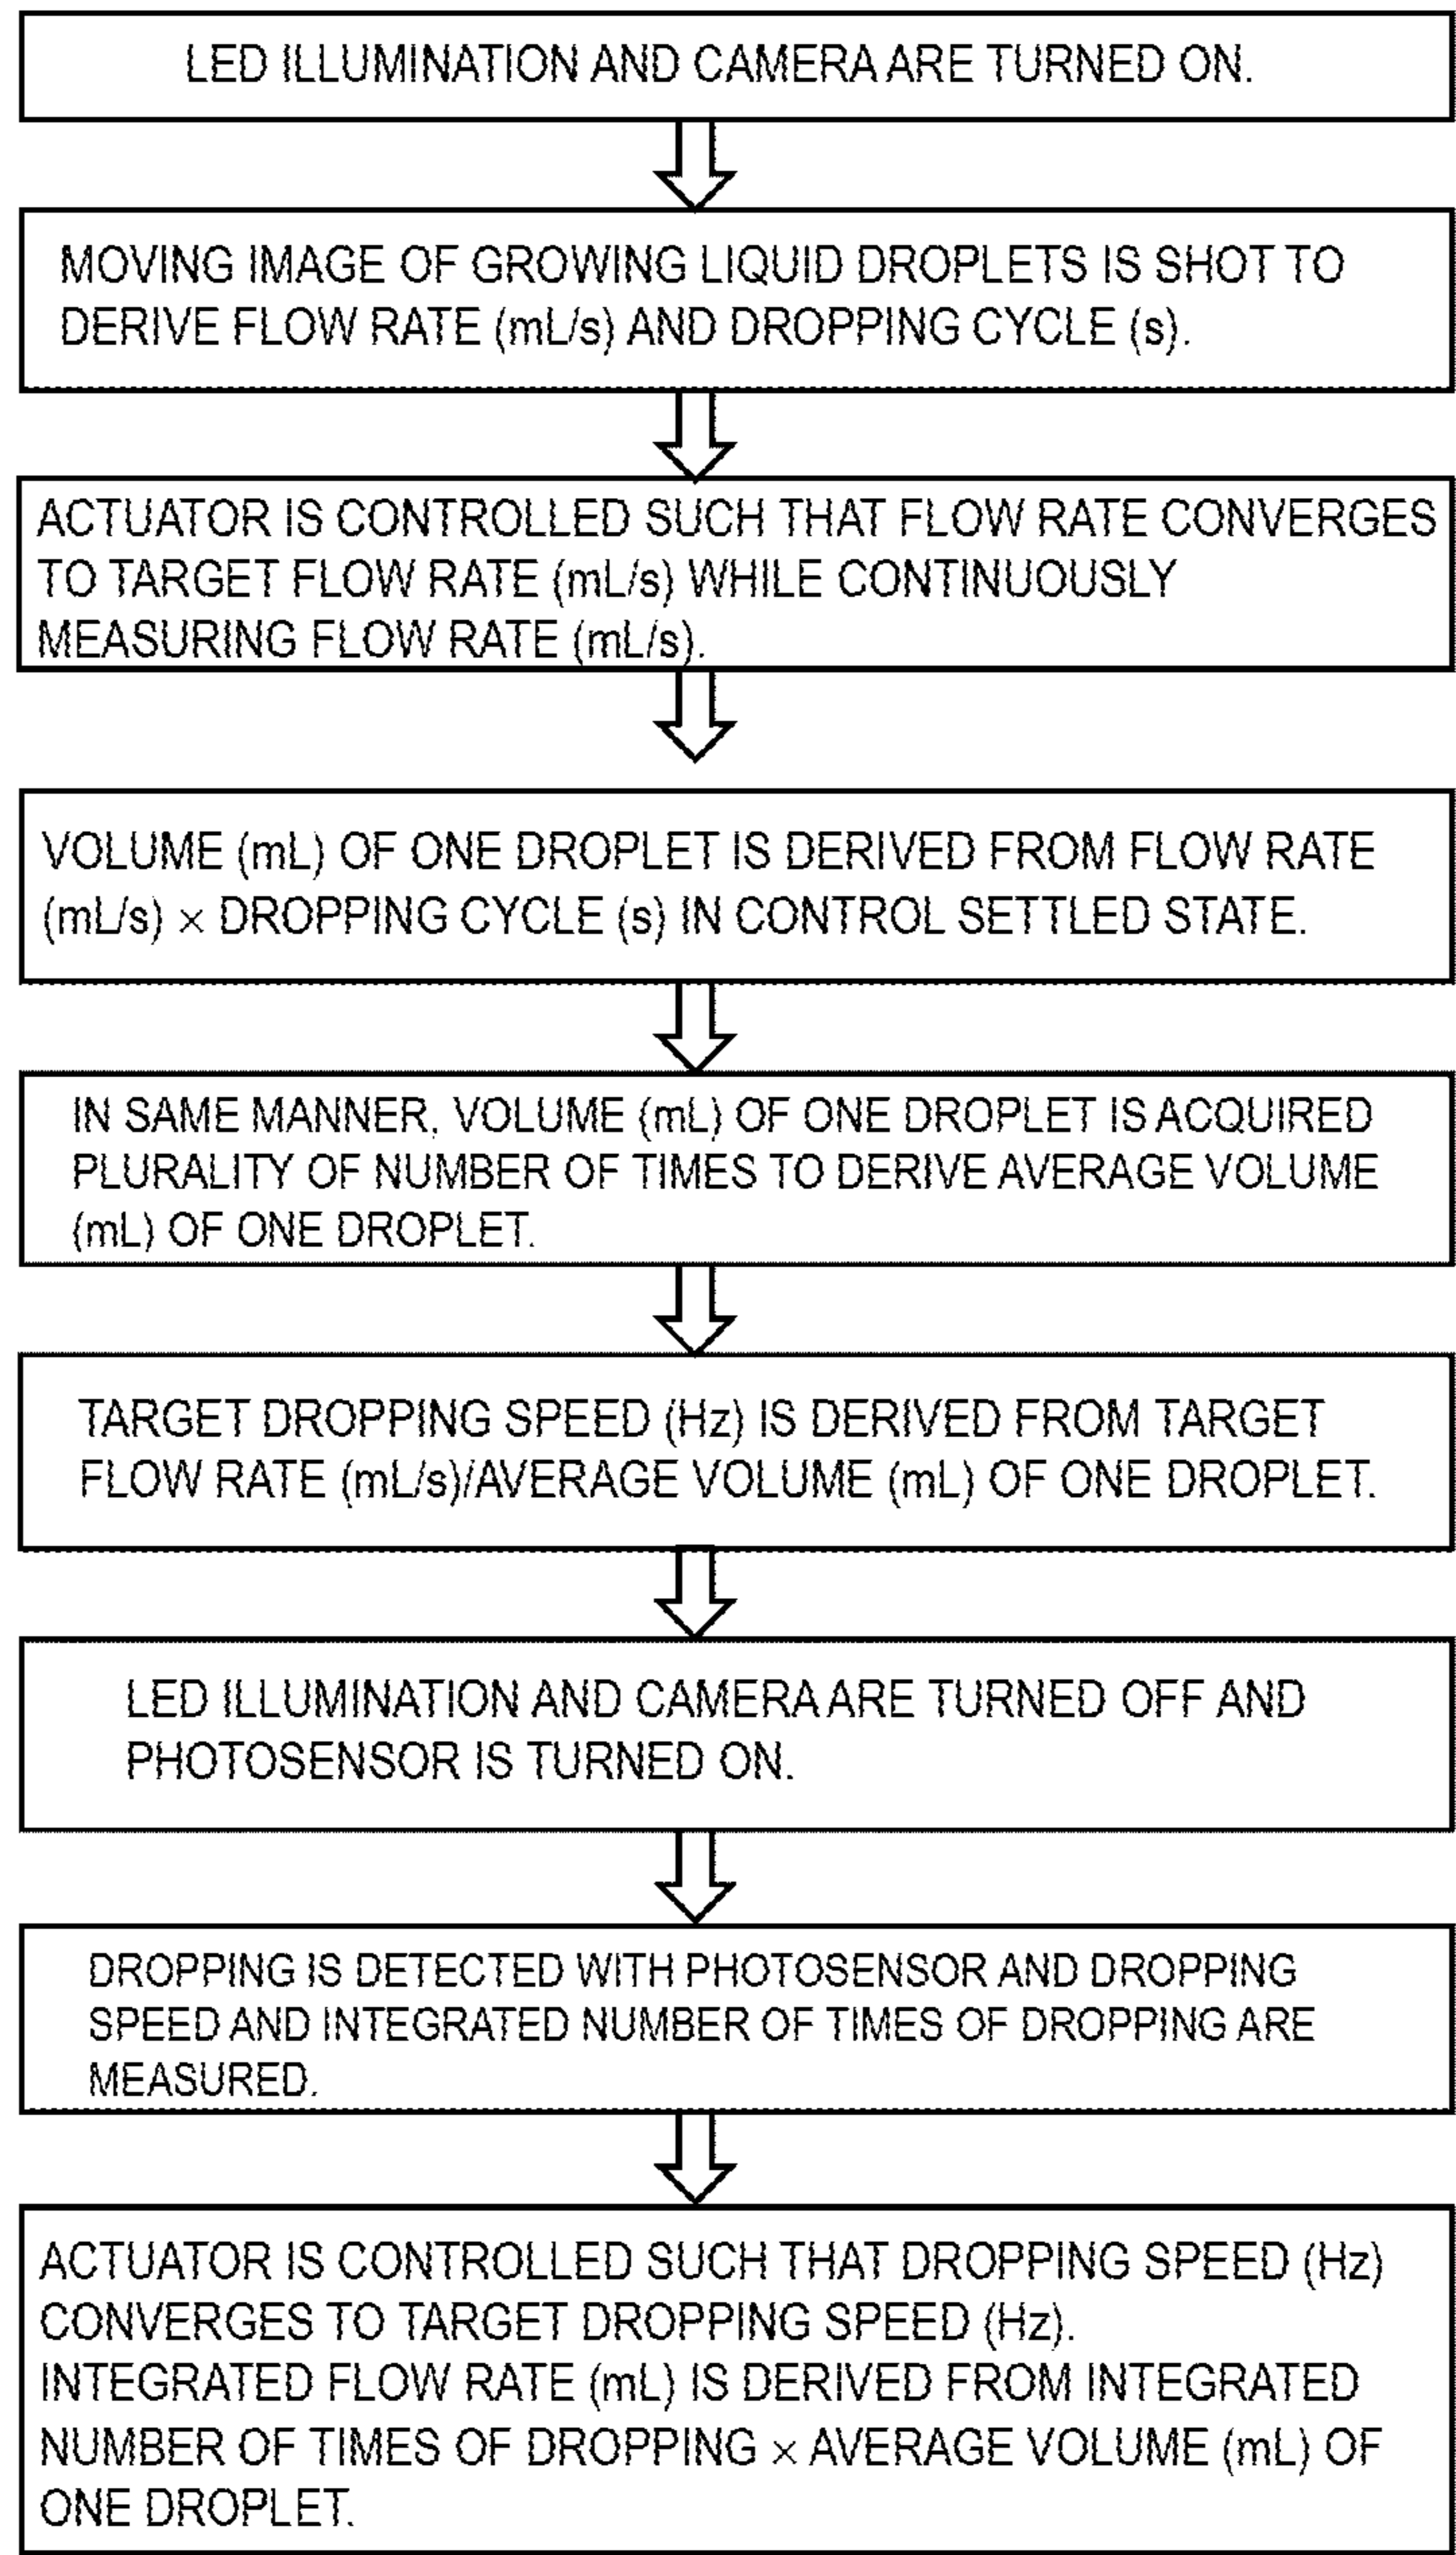 LED ILLUMINATION AND CAMERA ARE TURNED ON.
MOVING IMAGE OF GROWING LIQUID DROPLETS IS SHOT TO
DERIVE FLOW RATE (mL/s) AND DROPPING CYCLE (s).
ACTUATOR IS CONTROLLED SUCH THAT FLOW RATE CONVERGES
TO TARGET FLOW RATE (mL/s) WHILE CONTINUOUSLY
MEASURING FLOW RATE (mL/s).
VOLUME (mL) OF ONE DROPLET IS DERIVED FROM FLOW RATE
(mL/s) × DROPPING CYCLE (s) IN CONTROL SETTLED STATE.
IN SAME MANNER, VOLUME (mL) OF ONE DROPLET IS ACQUIRED
PLURALITY OF NUMBER OF TIMES TO DERIVE AVERAGE VOLUME
(mL) OF ONE DROPLET.
TARGET DROPPING SPEED (Hz) IS DERIVED FROM TARGET
FLOW RATE (mL/s)/AVERAGE VOLUME (mL) OF ONE DROPLET.
LED ILLUMINATION AND CAMERA ARE TURNED OFF AND
PHOTOSENSOR IS TURNED ON.
DROPPING IS DETECTED WITH PHOTOSENSOR AND DROPPING
SPEED AND INTEGRATED NUMBER OF TIMES OF DROPPING ARE
MEASURED.
ACTUATOR IS CONTROLLED SUCH THAT DROPPING SPEED (Hz)
CONVERGES TO TARGET DROPPING SPEED (Hz).
INTEGRATED FLOW RATE (mL) IS DERIVED FROM INTEGRATED
NUMBER OF TIMES OF DROPPING × AVERAGE VOLUME (mL) OF
ONE DROPLET.